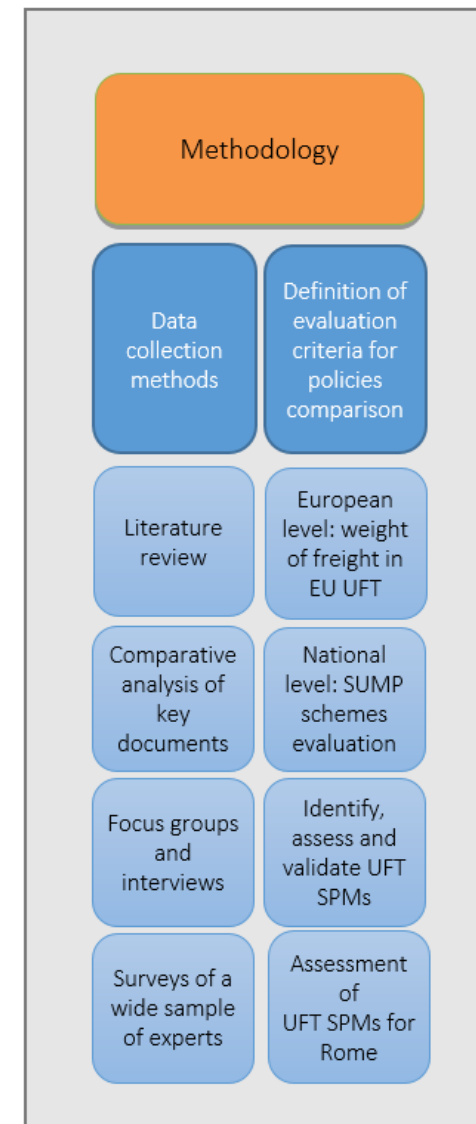 Methodology
Data
collection
methods
Definition of
evaluation
criteria for
policies
comparison
Literature
review
European
level: weight
of freight in
EU UFT
Comparative
analysis of
key
documents
National
level: SUMP
schemes
evaluation
Focus groups
and
interviews
Identify,
assess and
validate UFT
SPMs
Surveys of a
wide sample
of experts
Assessment
of
UFT SPMs for
Rome